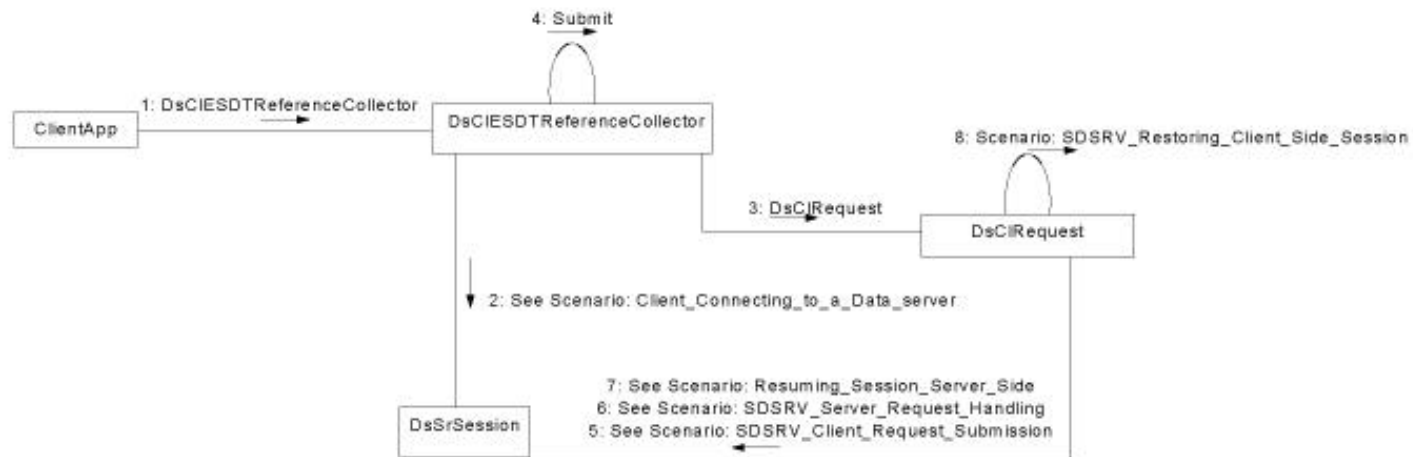 4: Submit
1: DsClESDTReferenceCollector
ClientApp
DsClESDTReferenceCollector
8: Scenario: SDSRV_Restoring_Client_Side_Session
3: DsClRequest
DsClRequest
2: See Scenario: Client_Connecting_to_a_Data_server
7: See Scenario: Resuming_Session_Server_Side
6: See Scenario: SDSRV_Server_Request_Handling
5: See Scenario: SDSRV_Client_Request_Submission
DsSrSession